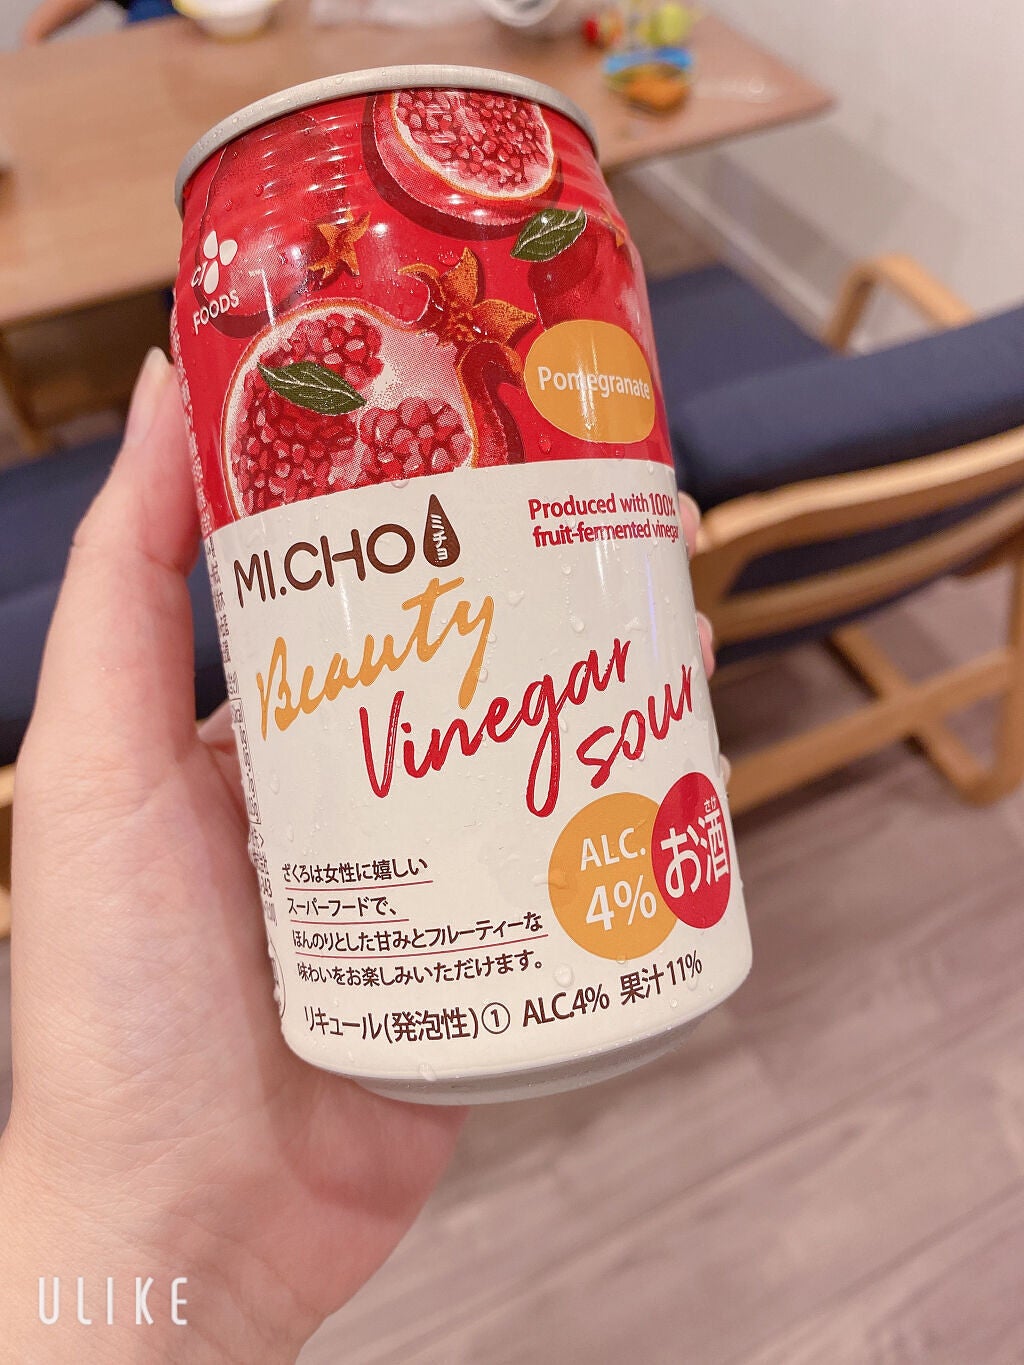 cj
FOODS
Pomegranate
MI.CHO
ミチョ
Produced with 100%
fruit-fermented vinegar
Beauty
Vinegar
sour
ALC.
4%
さけ
お酒
ざくろは女性に嬉しい
スーパーフードで、
ほんのりとした甘みとフルーティーな
味わいをお楽しみいただけます。
リキュール(発泡性)① ALC.4% 果汁11%
ULIKE